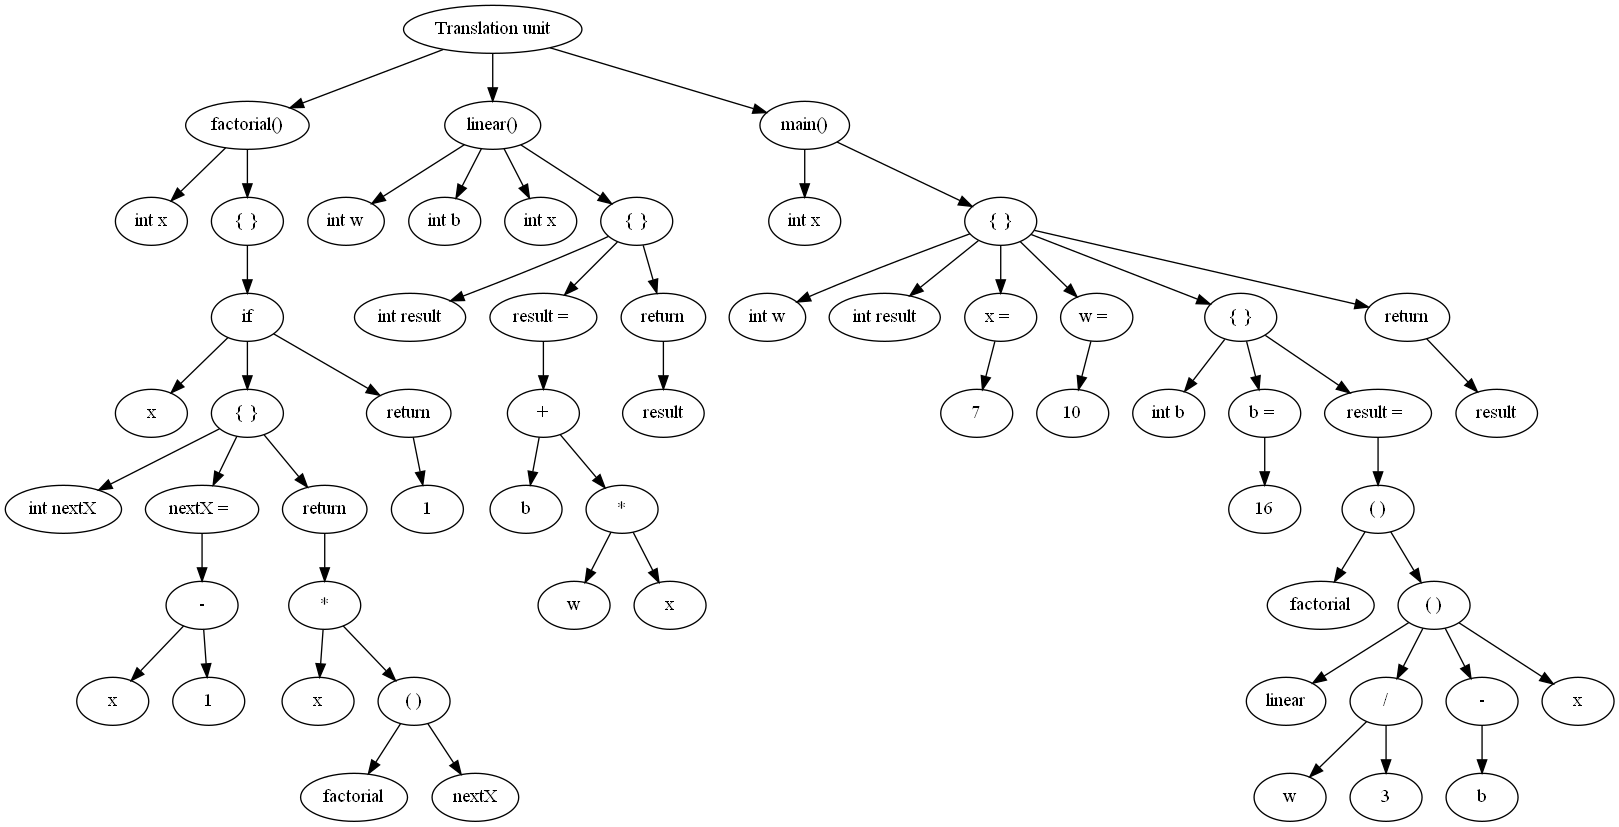 Translation unit
factorial() linear() main()
int x { } int w int b int x { } int x { }
if int result result = return int w int result x = w = { } return
x { } return + result 7 10 int b b = result = result
int nextX nextX = return 1 b * 16 ( )
- * w x factorial ( )
x 1 x ( ) linear / - x
factorial nextX w 3 b